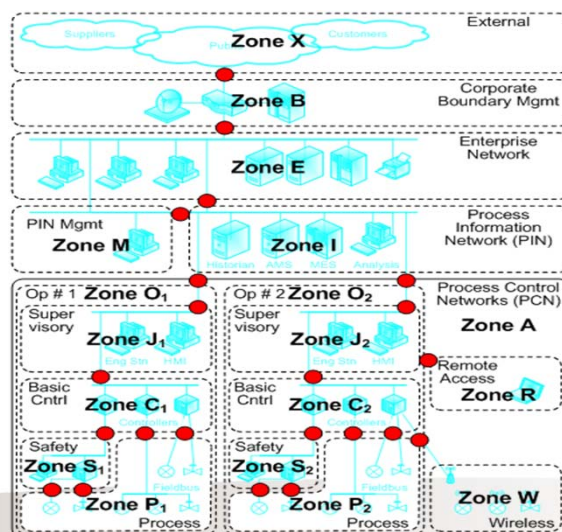 External
Suppliers
Customers
Zone X
Corporate
Boundary Mgmt
Zone B
Enterprise
Network
Zone E
PIN Mgmt
Zone M
Zone I
Process
Information
Network (PIN)
Historian AMS MES Analysis
Op # 1 Zone O1
Op # 2 Zone O2
Process Control
Networks (PCN)
Zone A
Super
visory
Zone J1
Eng Stn HMI
Super
visory
Zone J2
Eng Stn HMI
Remote
Access
Zone R
Basic
Cntrl
Zone C1
Controllers
Basic
Cntrl
Zone C2
Controllers
Safety
Zone S1
Fieldbus
Safety
Zone S2
Fieldbus
Zone P1
Process
Zone P2
Process
Zone W
Wireless